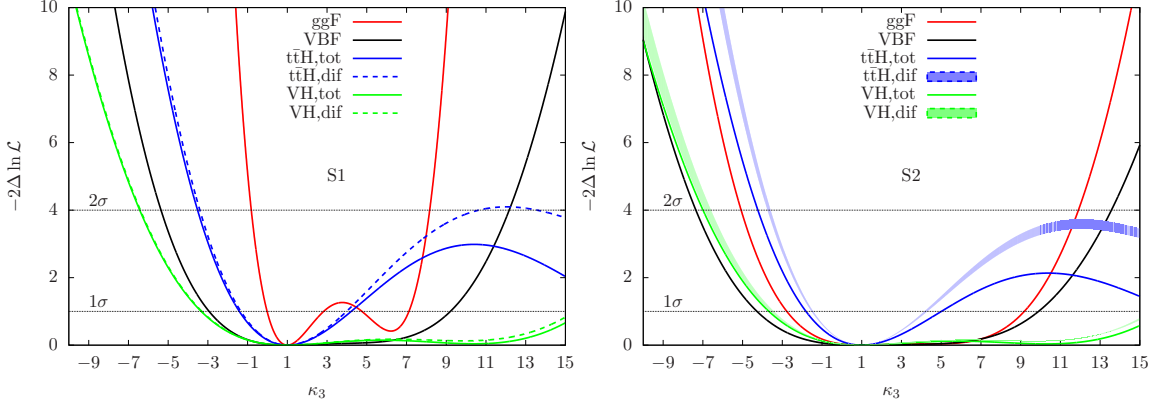 −2Δ ln ℒ
10
8
6
4
2
0
ggF
VBF
tt̄H,tot
tt̄H,dif
VH,tot
VH,dif
S1
2σ
1σ
−9 −7 −5 −3 −1 1 3 5 7 9 11 13 15
κ₃
−2Δ ln ℒ
10
8
6
4
2
0
ggF
VBF
tt̄H,tot
tt̄H,dif
VH,tot
VH,dif
S2
2σ
1σ
−9 −7 −5 −3 −1 1 3 5 7 9 11 13 15
κ₃